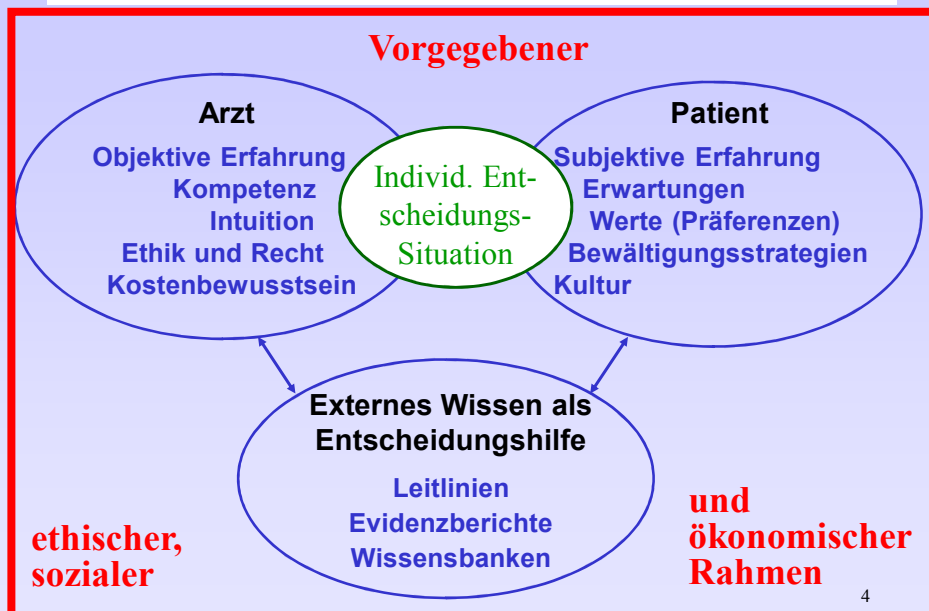 Vorgegebener
Arzt
Objektive Erfahrung
Kompetenz
Intuition
Ethik und Recht
Kostenbewusstsein
Individ. Ent-
scheidungs-
Situation
Patient
Subjektive Erfahrung
Erwartungen
Werte (Präferenzen)
Bewältigungsstrategien
Kultur
Externes Wissen als
Entscheidungshilfe
Leitlinien
Evidenzberichte
Wissensbanken
ethischer,
sozialer
und
ökonomischer
Rahmen
4